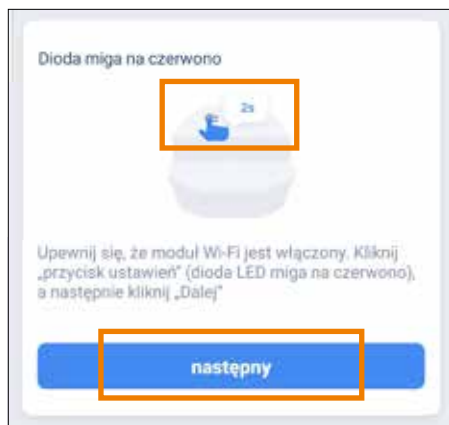 Dioda miga na czerwono
2s
Upewnij się, że moduł Wi-Fi jest włączony. Kliknij
„przycisk ustawień” (dioda LED miga na czerwono),
a następnie kliknij „Dalej”
następny